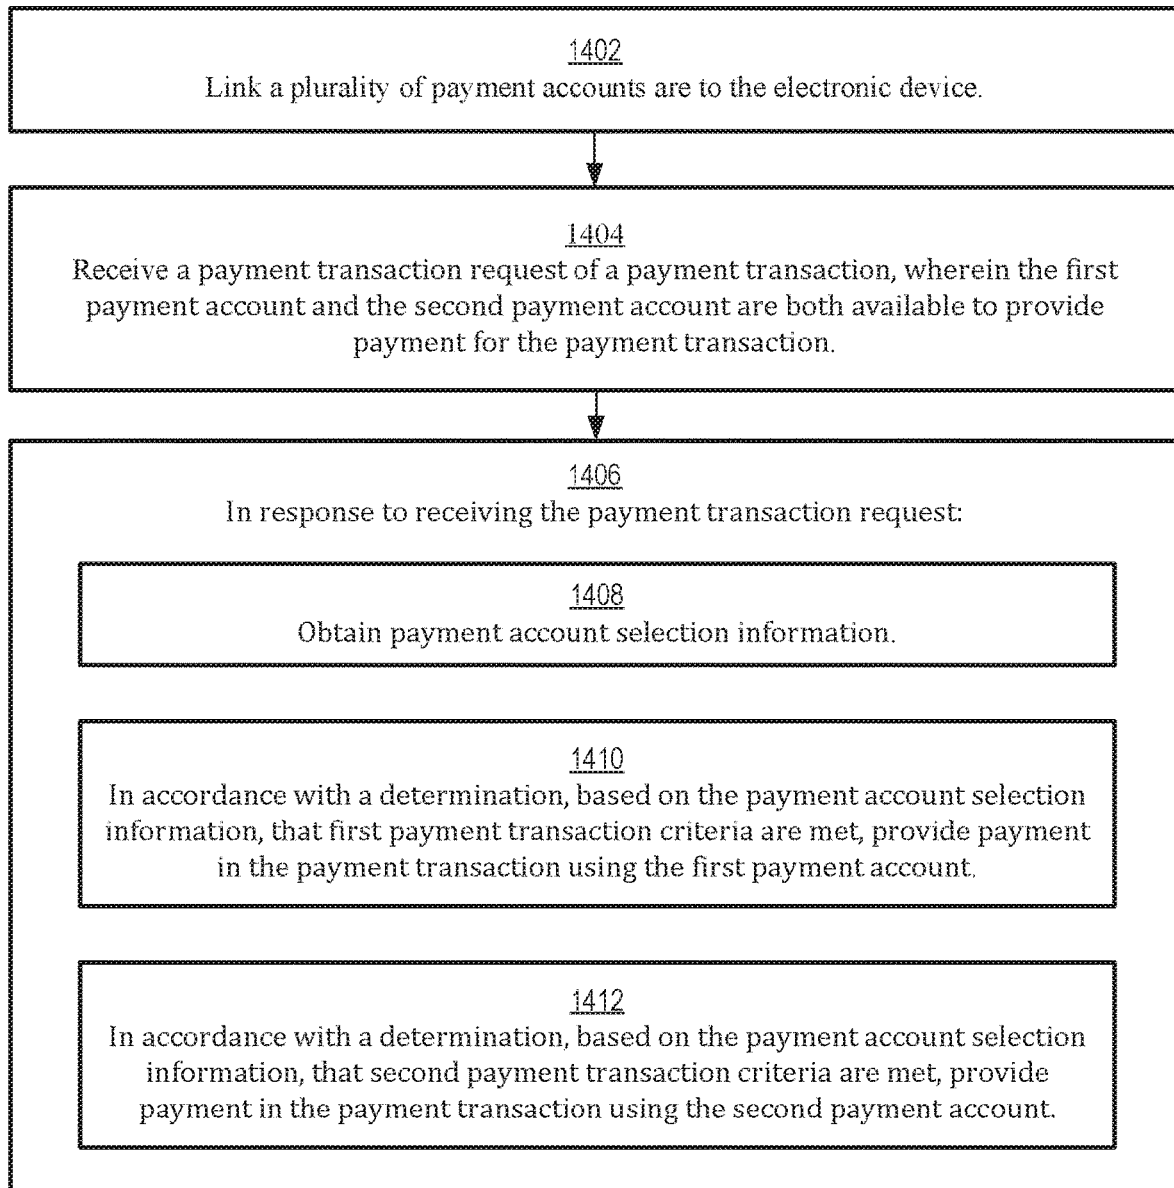 1402
Link a plurality of payment accounts are to the electronic device.
1404
Receive a payment transaction request of a payment transaction, wherein the first
payment account and the second payment account are both available to provide
payment for the payment transaction.
1406
In response to receiving the payment transaction request:
1408
Obtain payment account selection information.
1410
In accordance with a determination, based on the payment account selection
information, that first payment transaction criteria are met, provide payment
in the payment transaction using the first payment account.
1412
In accordance with a determination, based on the payment account selection
information, that second payment transaction criteria are met, provide
payment in the payment transaction using the second payment account.